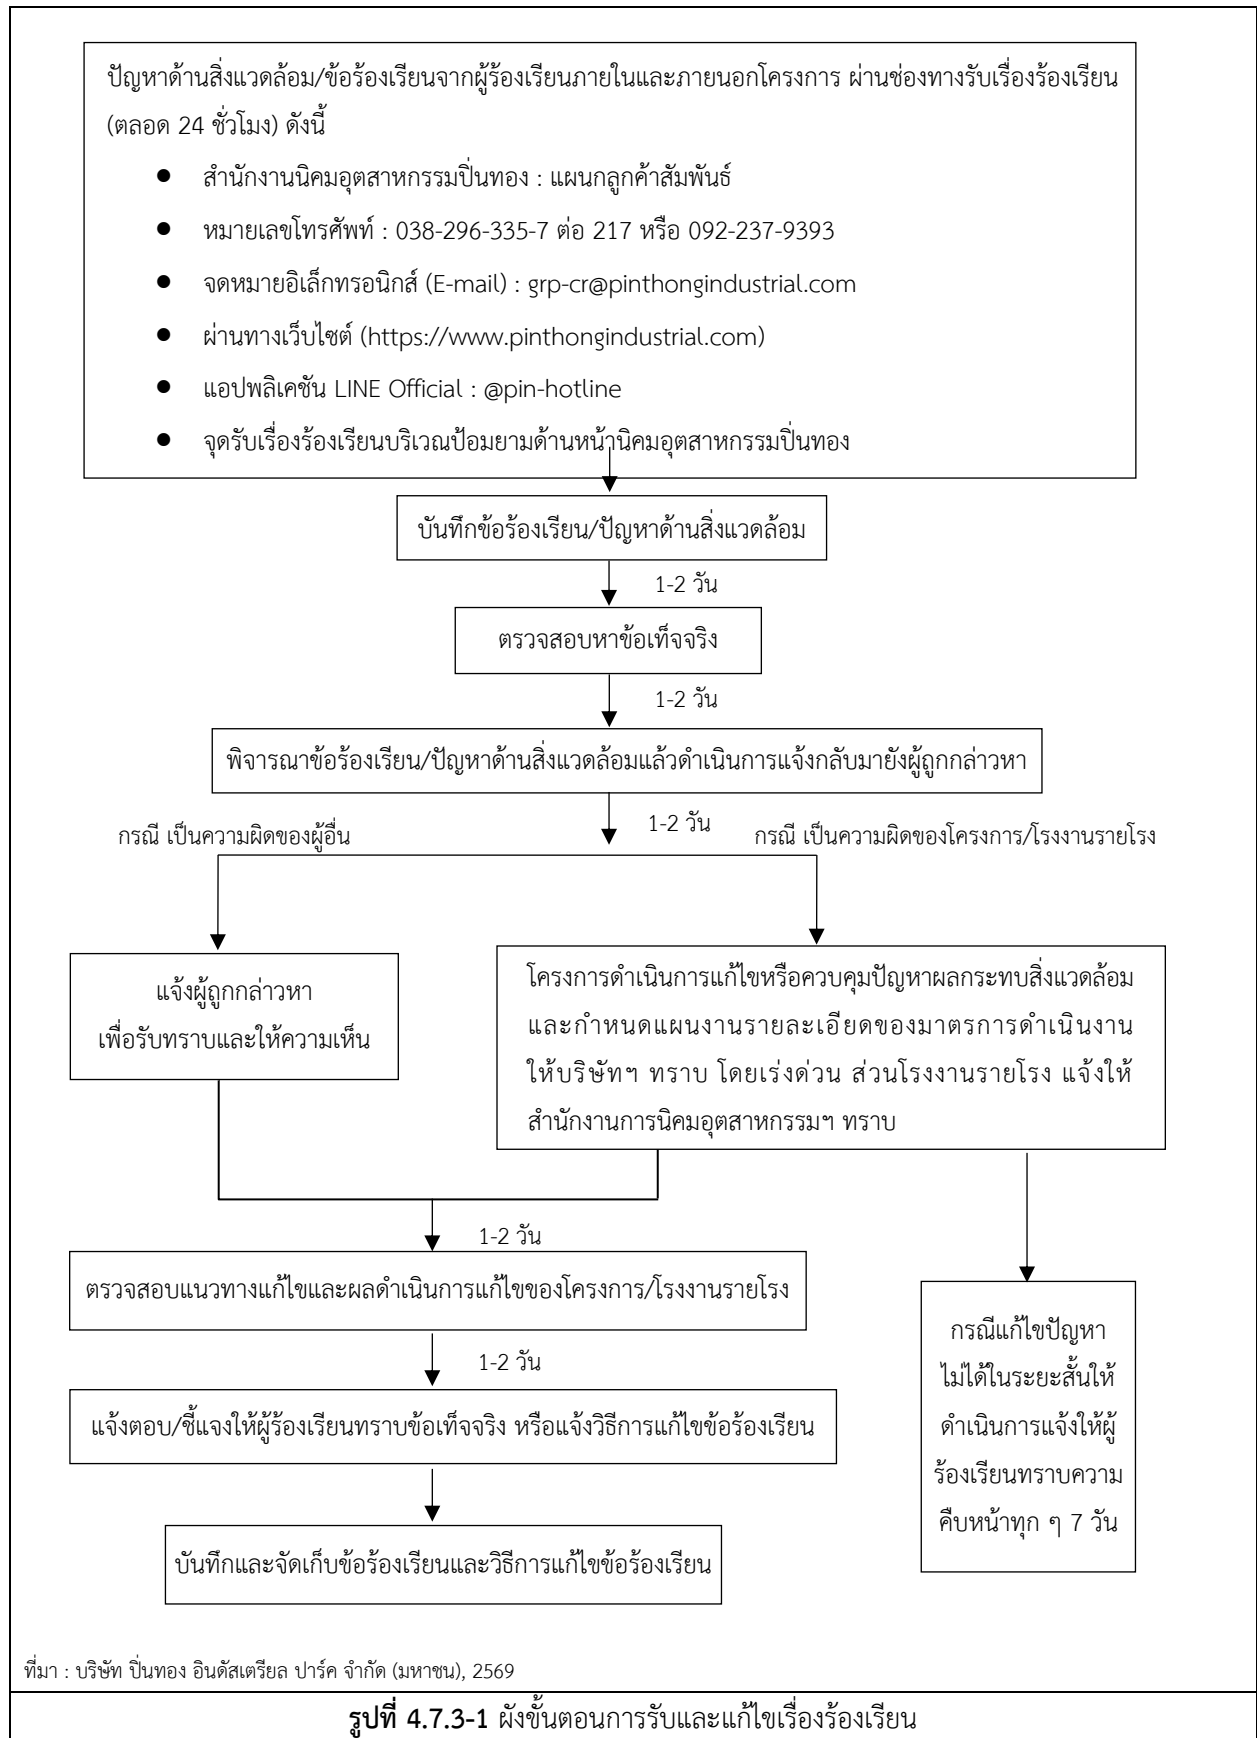 ปัญหาด้านสิ่งแวดล้อม/ข้อร้องเรียนจากผู้ร้องเรียนภายในและภายนอกโครงการ ผ่านช่องทางรับเรื่องร้องเรียน
(ตลอด 24 ชั่วโมง) ดังนี้
● สำนักงานนิคมอุตสาหกรรมปิ่นทอง : แผนกลูกค้าสัมพันธ์
● หมายเลขโทรศัพท์ : 038-296-335-7 ต่อ 217 หรือ 092-237-9393
● จดหมายอิเล็กทรอนิกส์ (E-mail) : grp-cr@pinthongindustrial.com
● ผ่านทางเว็บไซต์ (https://www.pinthongindustrial.com)
● แอปพลิเคชัน LINE Official : @pin-hotline
● จุดรับเรื่องร้องเรียนบริเวณป้อมยามด้านหน้านิคมอุตสาหกรรมปิ่นทอง
บันทึกข้อร้องเรียน/ปัญหาด้านสิ่งแวดล้อม
1-2 วัน
ตรวจสอบหาข้อเท็จจริง
1-2 วัน
พิจารณาข้อร้องเรียน/ปัญหาด้านสิ่งแวดล้อมแล้วดำเนินการแจ้งกลับมายังผู้ถูกกล่าวหา
1-2 วัน
กรณี เป็นความผิดของผู้อื่น
กรณี เป็นความผิดของโครงการ/โรงงานรายโรง
แจ้งผู้ถูกกล่าวหา
เพื่อรับทราบและให้ความเห็น
โครงการดำเนินการแก้ไขหรือควบคุมปัญหาผลกระทบสิ่งแวดล้อม
และกำหนดแผนงานรายละเอียดของมาตรการดำเนินงาน
ให้บริษัทฯ ทราบ โดยเร่งด่วน ส่วนโรงงานรายโรง แจ้งให้
สำนักงานการนิคมอุตสาหกรรมฯ ทราบ
1-2 วัน
ตรวจสอบแนวทางแก้ไขและผลดำเนินการแก้ไขของโครงการ/โรงงานรายโรง
1-2 วัน
แจ้งตอบ/ชี้แจงให้ผู้ร้องเรียนทราบข้อเท็จจริง หรือแจ้งวิธีการแก้ไขข้อร้องเรียน
บันทึกและจัดเก็บข้อร้องเรียนและวิธีการแก้ไขข้อร้องเรียน
กรณีแก้ไขปัญหา
ไม่ได้ในระยะสั้นให้
ดำเนินการแจ้งให้ผู้
ร้องเรียนทราบความ
คืบหน้าทุก ๆ 7 วัน
ที่มา : บริษัท ปิ่นทอง อินดัสเตรียล ปาร์ค จำกัด (มหาชน), 2569
รูปที่ 4.7.3-1 ผังขั้นตอนการรับและแก้ไขเรื่องร้องเรียน